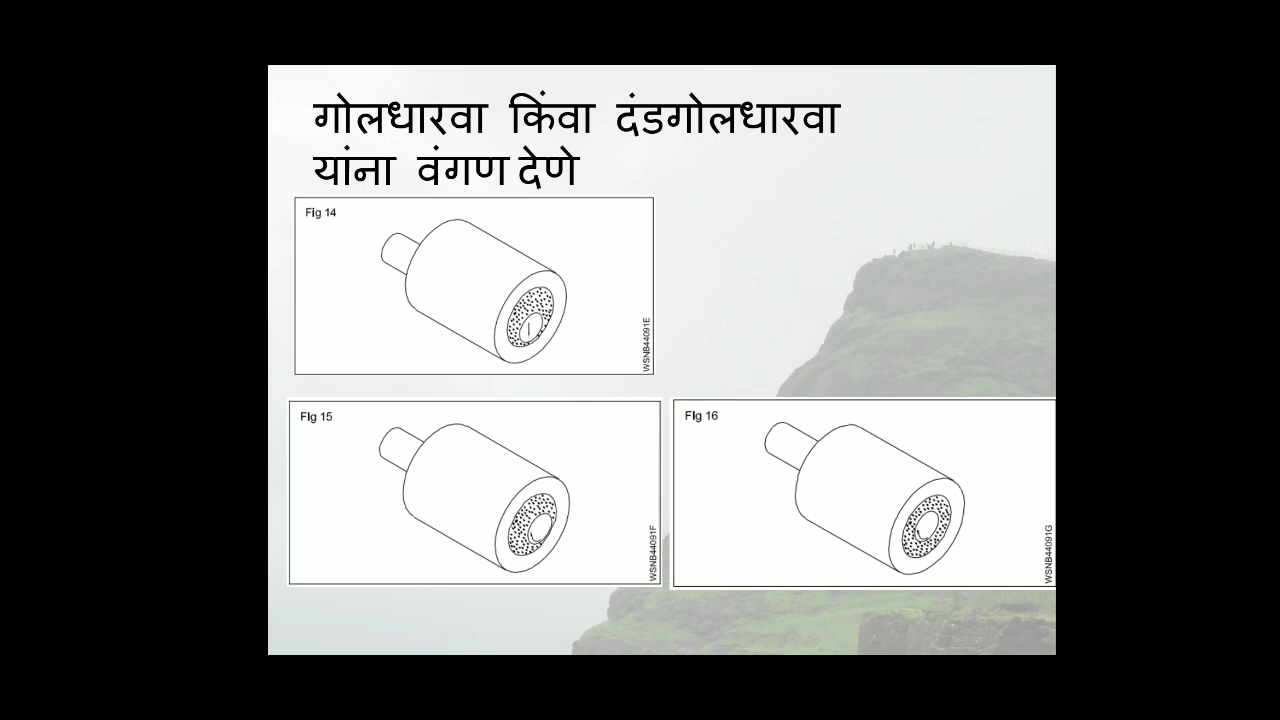 गोलधारवा किंवा दंडगोलधारवा
यांना वंगण देणे
Fig 14
WSNB44091E
Fig 15
WSNB44091F
Fig 16
WSNB44091G